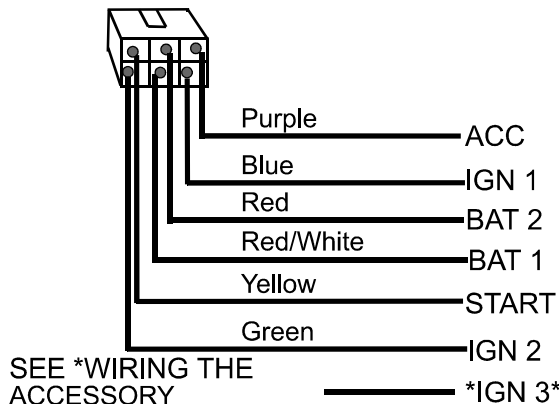 Purple ACC
Blue IGN 1
Red BAT 2
Red/White BAT 1
Yellow START
Green IGN 2
SEE *WIRING THE
ACCESSORY *IGN 3*